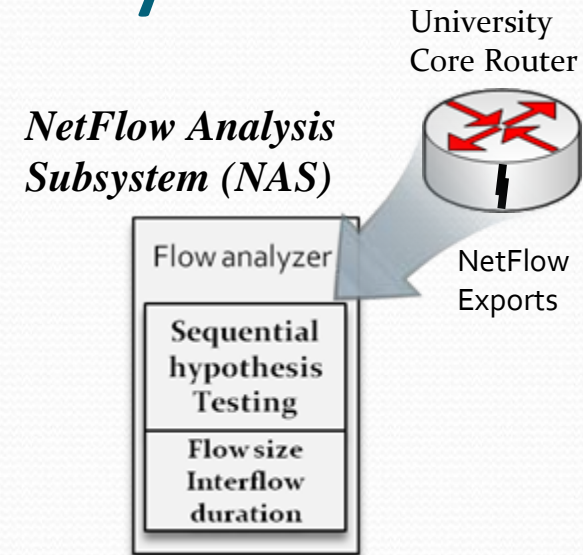 University
Core Router
NetFlow Analysis
Subsystem (NAS)
Flow analyzer
NetFlow
Exports
Sequential
hypothesis
Testing
Flow size
Interflow
duration